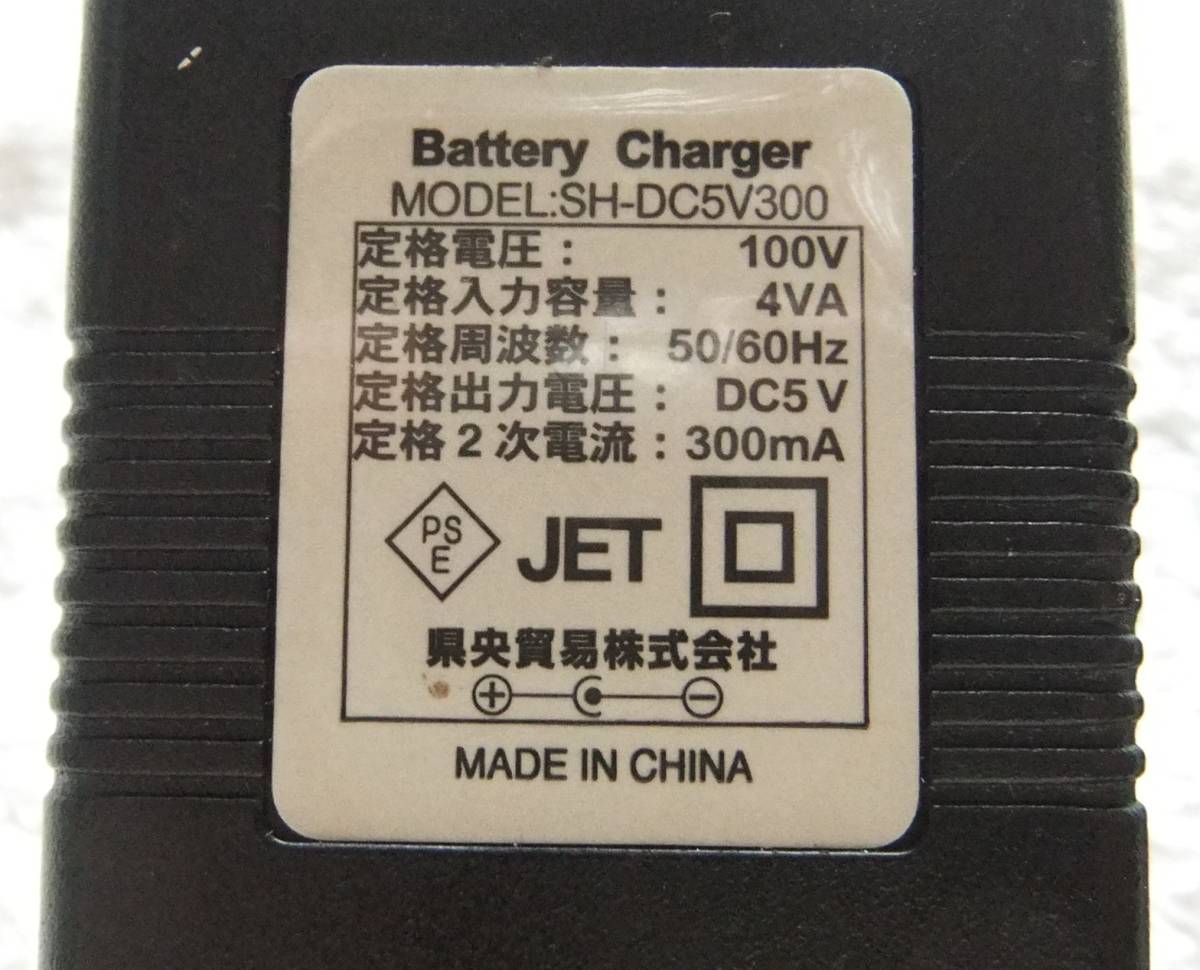 Battery Charger
MODEL:SH-DC5V300
定格電圧: 100V
定格入力容量: 4VA
定格周波数: 50/60Hz
定格出力電圧: DC5V
定格2次電流: 300mA
PS
E
JET
県央貿易株式会社
+ −
MADE IN CHINA